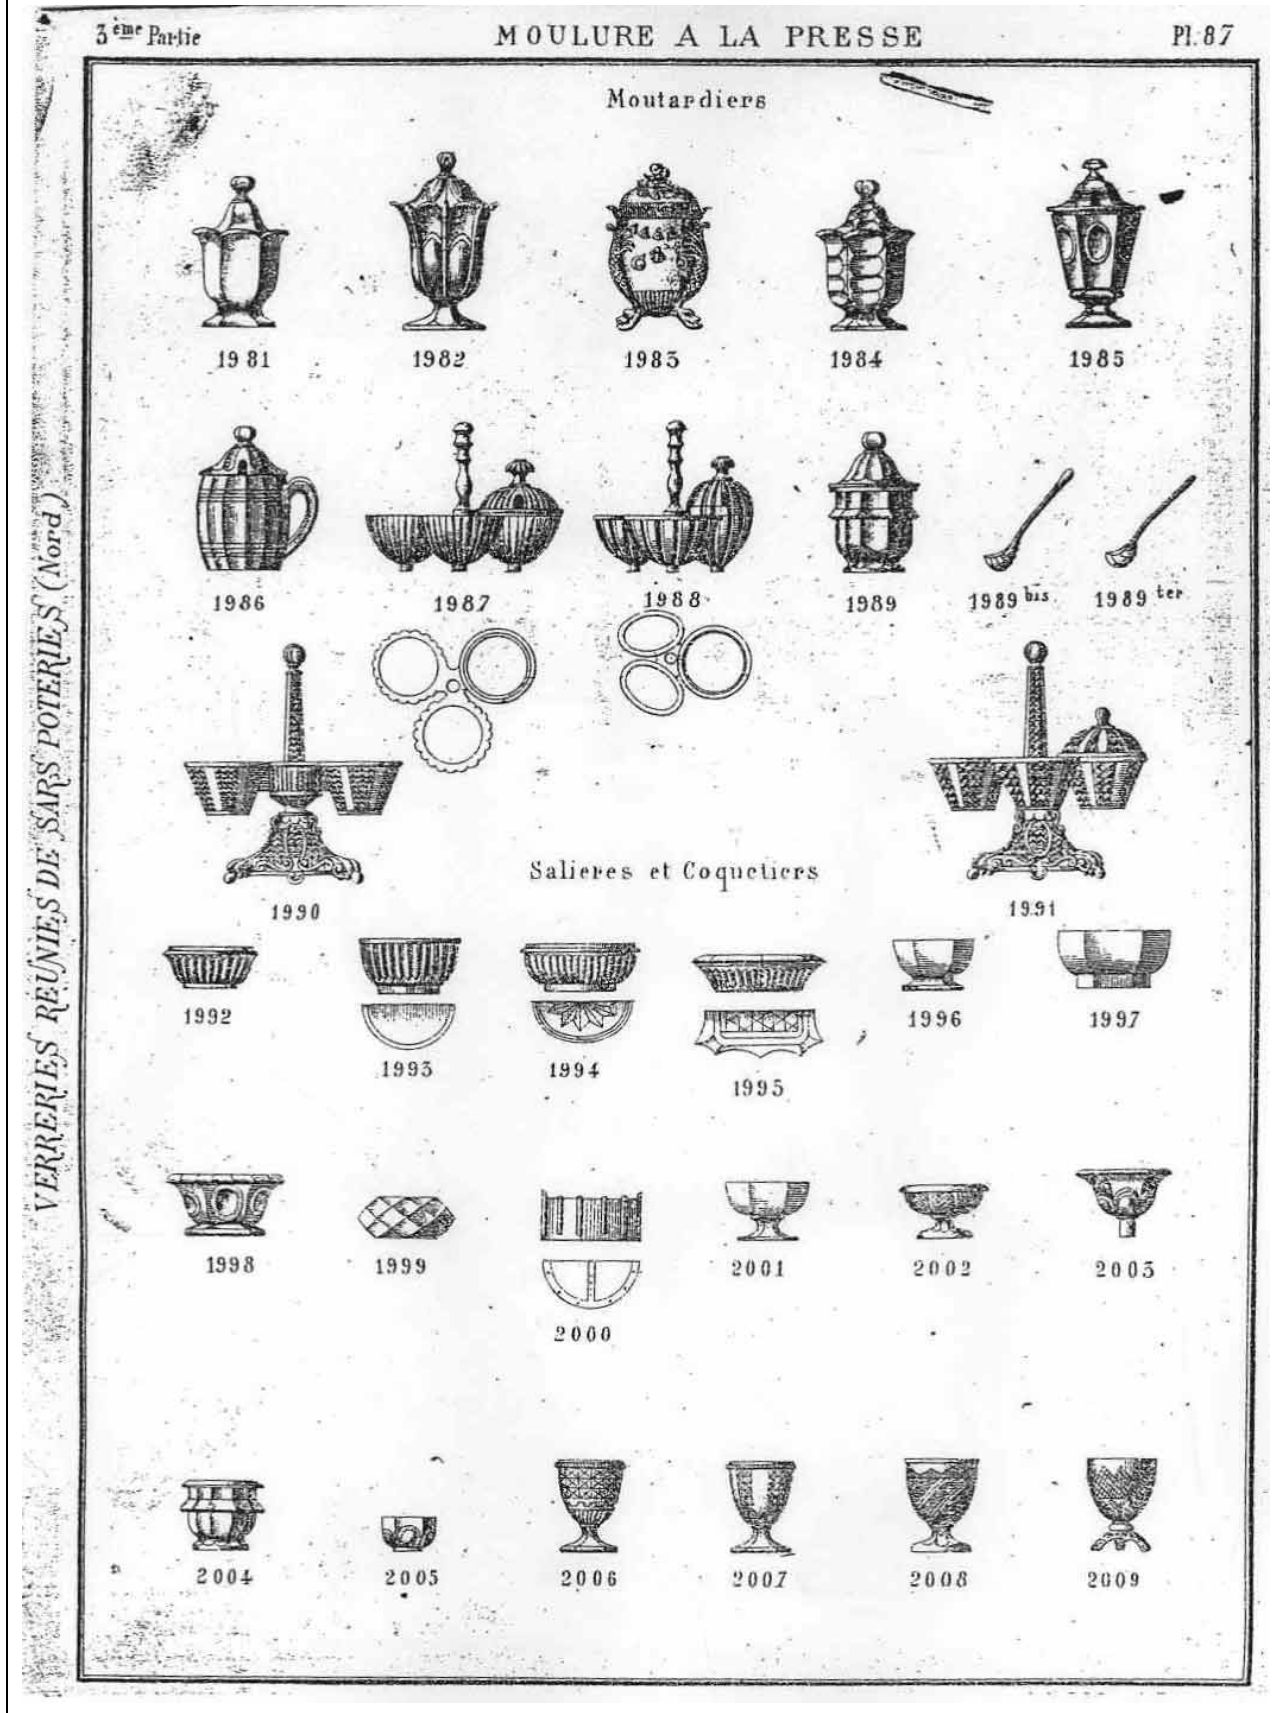 3ème Partie MOULURE A LA PRESSE Pl. 87
Moutardiers
1981 1982 1983 1984 1985
1986 1987 1988 1989 1989 bis 1989 ter
1990 1991
Salieres et Coquetiers
1992 1993 1994 1995 1996 1997
1998 1999 2000 2001 2002 2003
2004 2005 2006 2007 2008 2009
VERRERIES REUNIES DE SARS POTERIES (Nord)